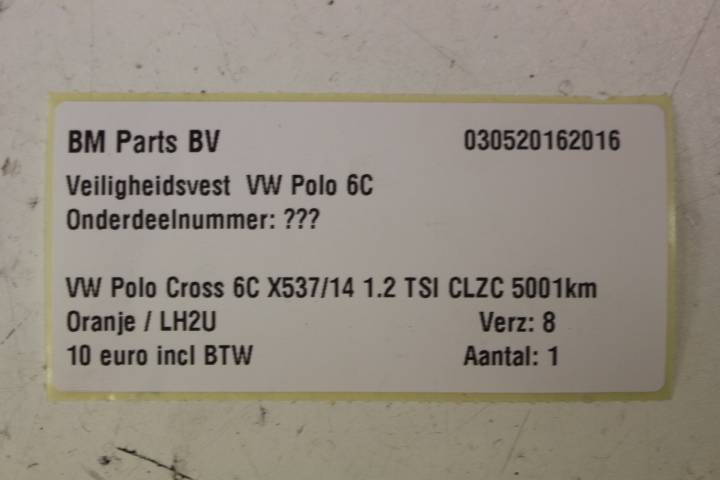 BM Parts BV 030520162016
Veiligheidsvest VW Polo 6C
Onderdeelnummer: ???
VW Polo Cross 6C X537/14 1.2 TSI CLZC 5001km
Oranje / LH2U Verz: 8
10 euro incl BTW Aantal: 1